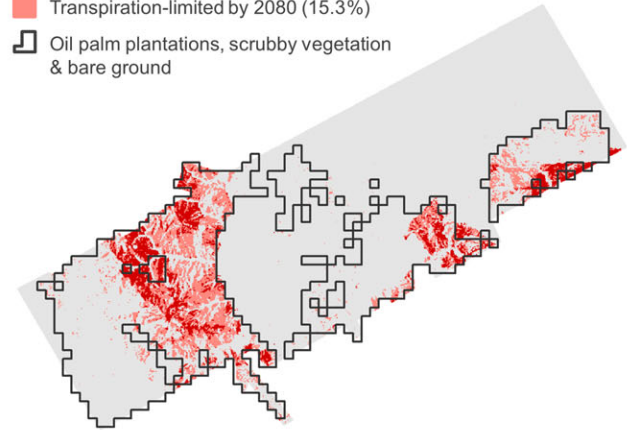 Transpiration-limited by 2080 (15.3%)
Oil palm plantations, scrubby vegetation
& bare ground